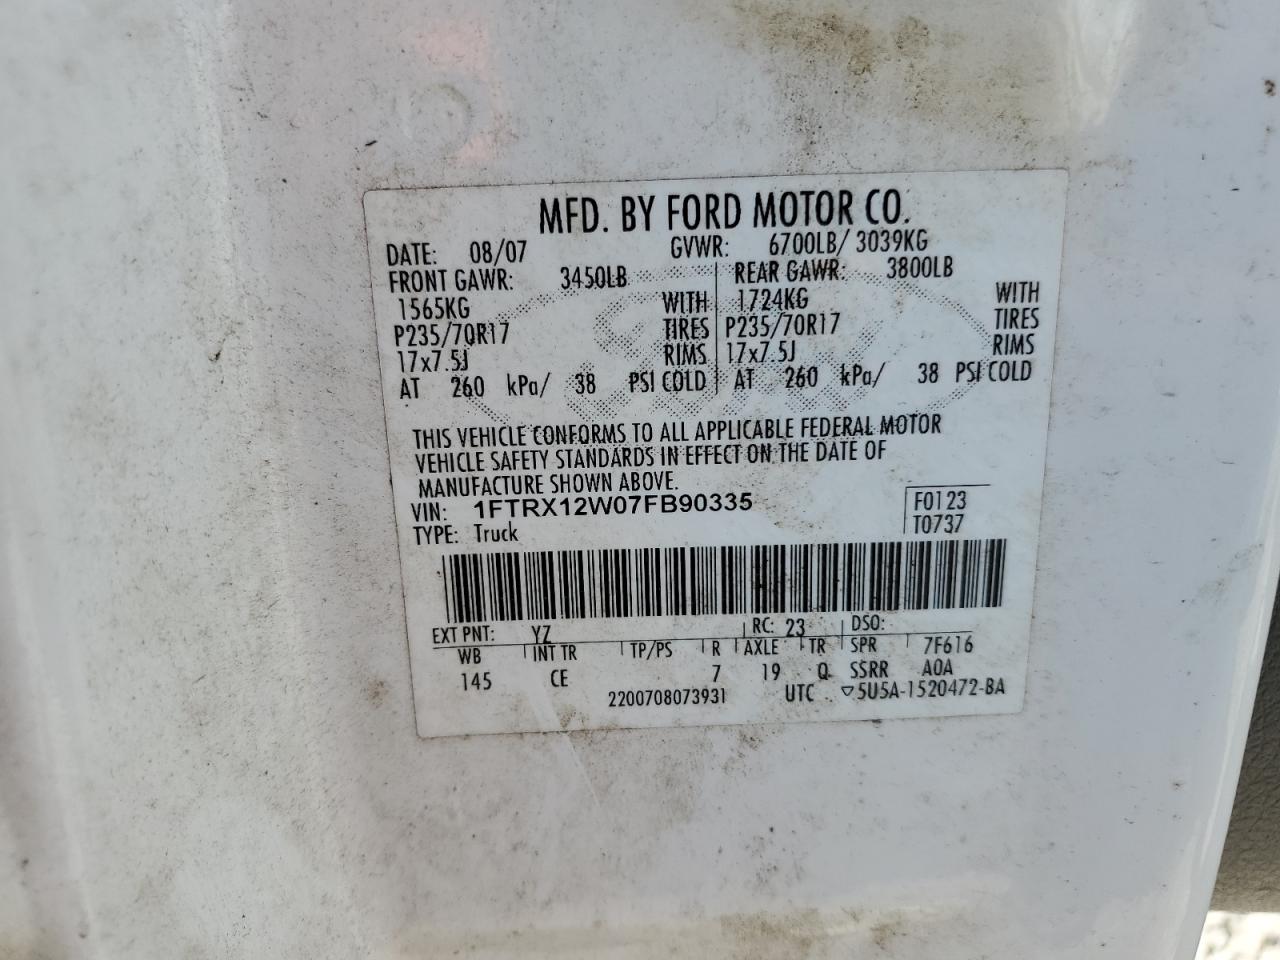 MFD. BY FORD MOTOR CO.
DATE: 08/07 GVWR: 6700LB/ 3039KG
FRONT GAWR: 3450LB REAR GAWR: 3800LB
1565KG WITH 1724KG WITH
P235/70R17 TIRES P235/70R17 TIRES
17x7.5J RIMS 17x7.5J RIMS
AT 260 kPa/ 38 PSI COLD AT 260 kPa/ 38 PSI COLD
THIS VEHICLE CONFORMS TO ALL APPLICABLE FEDERAL MOTOR
VEHICLE SAFETY STANDARDS IN EFFECT ON THE DATE OF
MANUFACTURE SHOWN ABOVE.
VIN: 1FTRX12W07FB90335 F0123
TYPE: Truck T0737
EXT PNT: YZ RC: 23 DSO:
WB INT TR TP/PS R AXLE TR SPR 7F616
145 CE 7 19 Q SSRR A0A
2200708073931 UTC ▽5U5A-1520472-BA